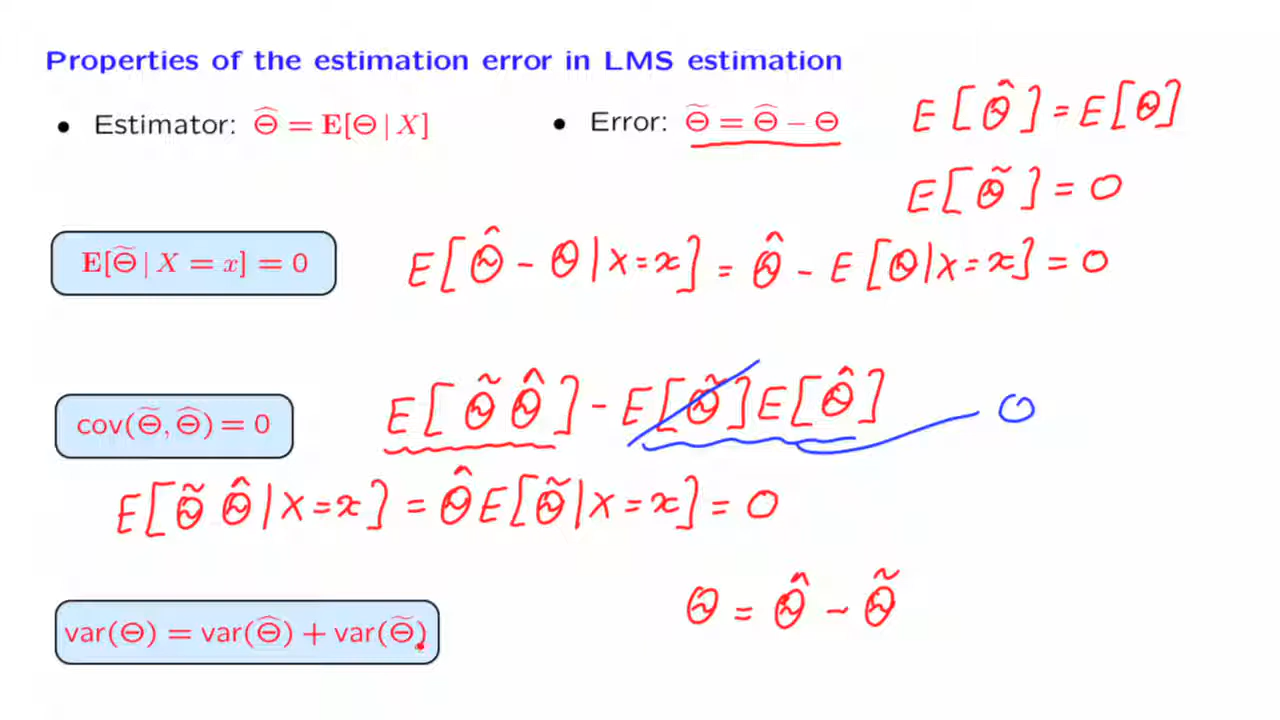 Properties of the estimation error in LMS estimation
• Estimator: Θ̂ = E[Θ | X]
• Error: Θ̃ = Θ̂ − Θ
E[Θ̂] = E[Θ]
E[Θ̃] = 0
E[Θ̃ | X = x] = 0
E[Θ̂ − Θ | X = x] = Θ̂ − E[Θ | X = x] = 0
cov(Θ̃, Θ̂) = 0
E[Θ̃ Θ̂] − E[Θ̃] E[Θ̂] 0
E[Θ̃ Θ̂ | X = x] = Θ̂ E[Θ̃ | X = x] = 0
Θ = Θ̂ − Θ̃
var(Θ) = var(Θ̂) + var(Θ̃)